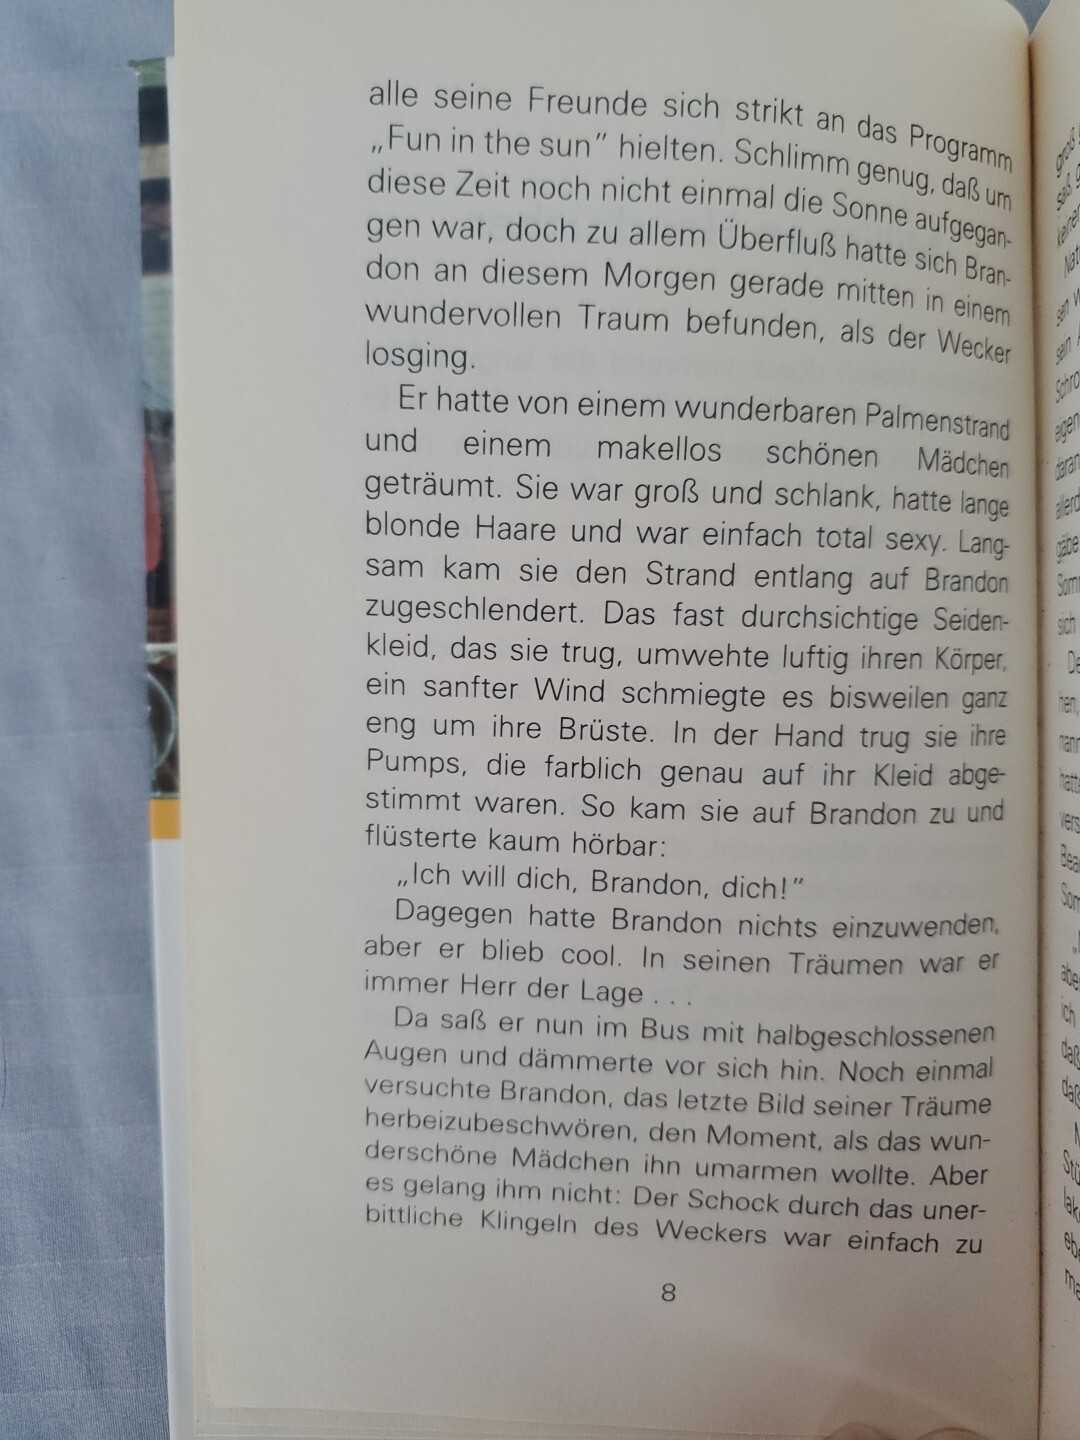 alle seine Freunde sich strikt an das Programm
„Fun in the sun” hielten. Schlimm genug, daß um
diese Zeit noch nicht einmal die Sonne aufgegan-
gen war, doch zu allem Überfluß hatte sich Bran-
don an diesem Morgen gerade mitten in einem
wundervollen Traum befunden, als der Wecker
losging.
Er hatte von einem wunderbaren Palmenstrand
und einem makellos schönen Mädchen
geträumt. Sie war groß und schlank, hatte lange
blonde Haare und war einfach total sexy. Lang-
sam kam sie den Strand entlang auf Brandon
zugeschlendert. Das fast durchsichtige Seiden-
kleid, das sie trug, umwehte luftig ihren Körper,
ein sanfter Wind schmiegte es bisweilen ganz
eng um ihre Brüste. In der Hand trug sie ihre
Pumps, die farblich genau auf ihr Kleid abge-
stimmt waren. So kam sie auf Brandon zu und
flüsterte kaum hörbar:
„Ich will dich, Brandon, dich!”
Dagegen hatte Brandon nichts einzuwenden,
aber er blieb cool. In seinen Träumen war er
immer Herr der Lage . . .
Da saß er nun im Bus mit halbgeschlossenen
Augen und dämmerte vor sich hin. Noch einmal
versuchte Brandon, das letzte Bild seiner Träume
herbeizubeschwören, den Moment, als das wun-
derschöne Mädchen ihn umarmen wollte. Aber
es gelang ihm nicht: Der Schock durch das uner-
bittliche Klingeln des Weckers war einfach zu
8